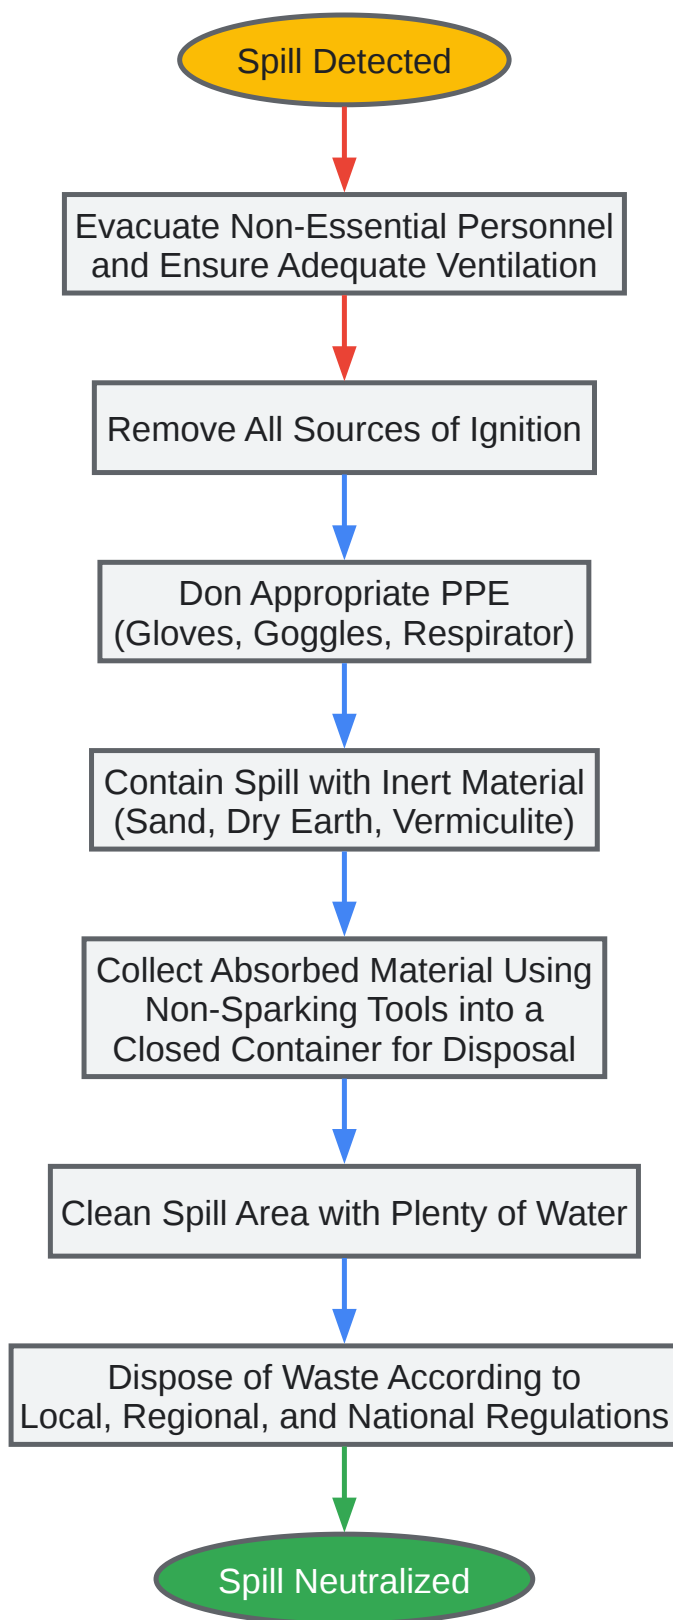 Spill Detected
Evacuate Non-Essential Personnel
and Ensure Adequate Ventilation
Remove All Sources of Ignition
Don Appropriate PPE
(Gloves, Goggles, Respirator)
Contain Spill with Inert Material
(Sand, Dry Earth, Vermiculite)
Collect Absorbed Material Using
Non-Sparking Tools into a
Closed Container for Disposal
Clean Spill Area with Plenty of Water
Dispose of Waste According to
Local, Regional, and National Regulations
Spill Neutralized